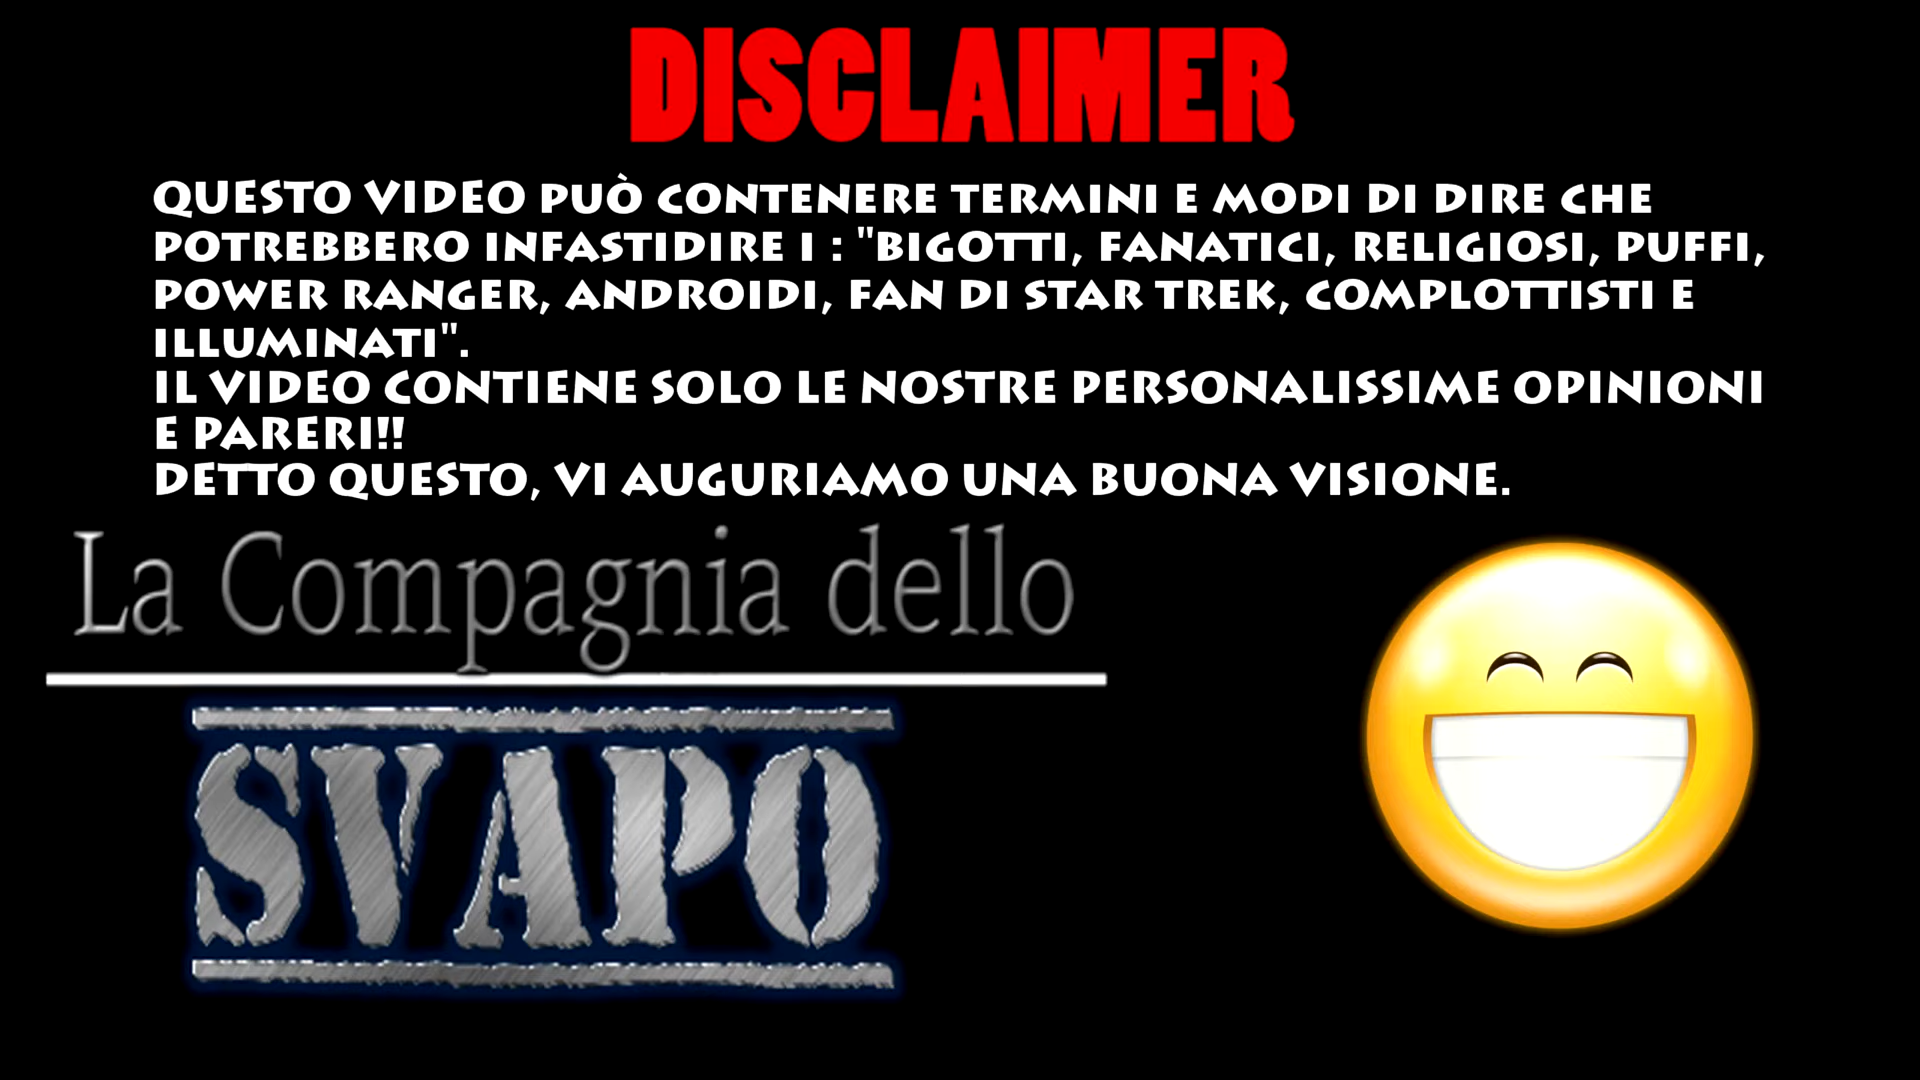 DISCLAIMER
QUESTO VIDEO PUÒ CONTENERE TERMINI E MODI DI DIRE CHE
POTREBBERO INFASTIDIRE I : "BIGOTTI, FANATICI, RELIGIOSI, PUFFI,
POWER RANGER, ANDROIDI, FAN DI STAR TREK, COMPLOTTISTI E
ILLUMINATI".
IL VIDEO CONTIENE SOLO LE NOSTRE PERSONALISSIME OPINIONI
E PARERI!!
DETTO QUESTO, VI AUGURIAMO UNA BUONA VISIONE.
La Compagnia dello
SVAPO